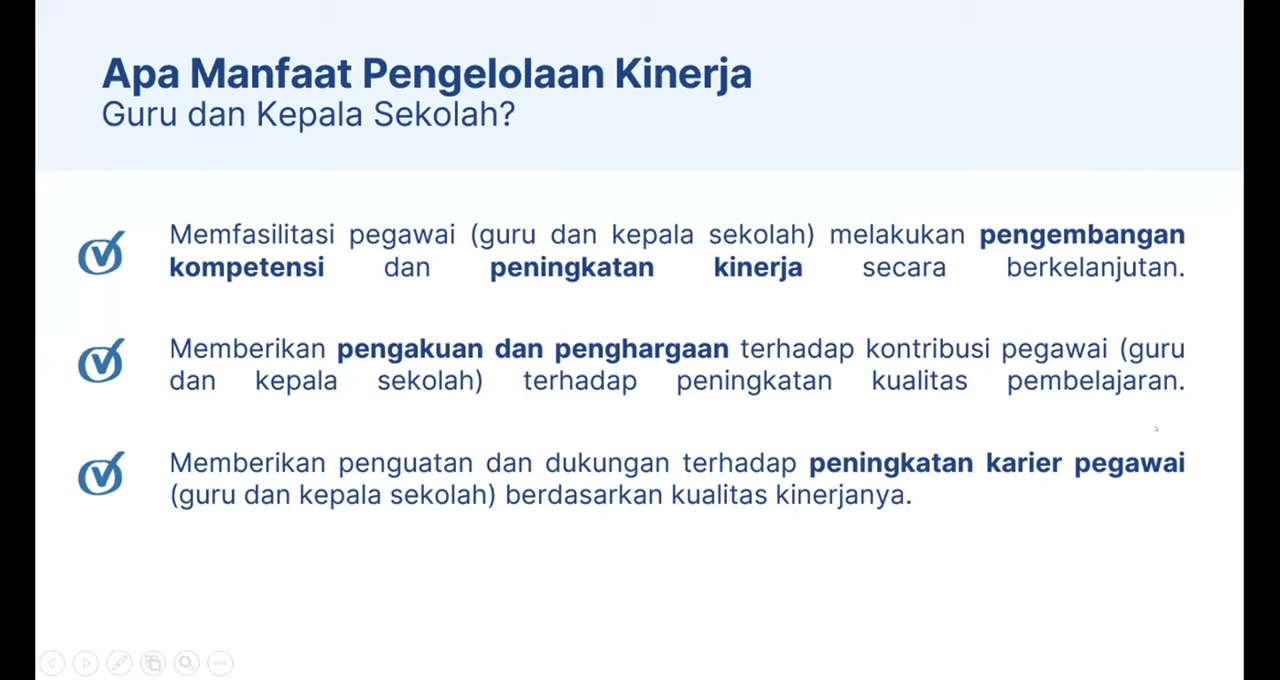 Apa Manfaat Pengelolaan Kinerja
Guru dan Kepala Sekolah?
Memfasilitasi pegawai (guru dan kepala sekolah) melakukan pengembangan
kompetensi dan peningkatan kinerja secara berkelanjutan.
Memberikan pengakuan dan penghargaan terhadap kontribusi pegawai (guru
dan kepala sekolah) terhadap peningkatan kualitas pembelajaran.
Memberikan penguatan dan dukungan terhadap peningkatan karier pegawai
(guru dan kepala sekolah) berdasarkan kualitas kinerjanya.